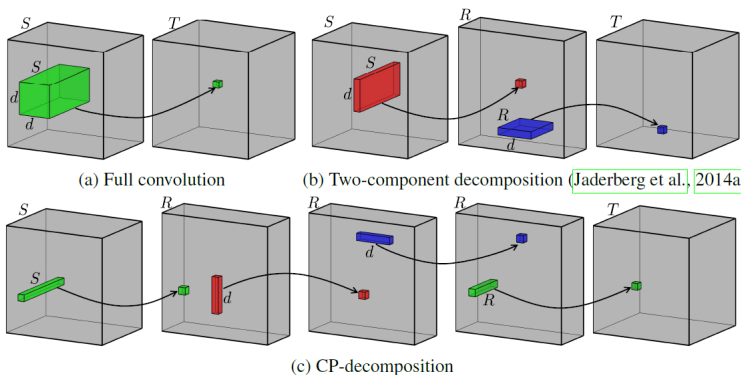 S T S R T
S d d
S d
R d
(a) Full convolution
(b) Two-component decomposition (Jaderberg et al., 2014a
S R R R T
S d d R
(c) CP-decomposition